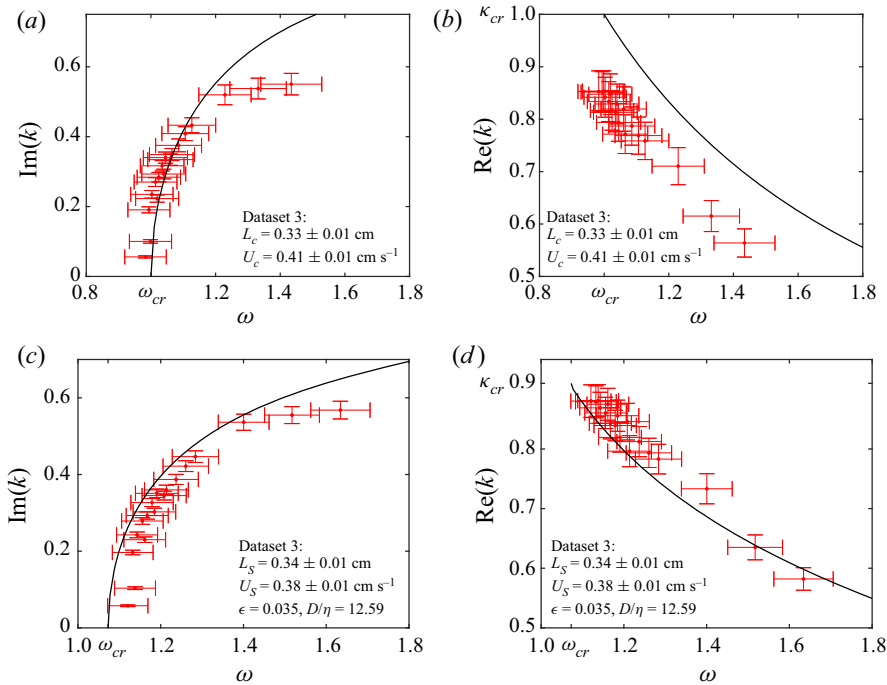 (a)
0.6
0.4
0.2
0
Im(k)
0.8
ω_cr
1.2
1.4
1.6
1.8
ω
Dataset 3:
L_c = 0.33 ± 0.01 cm
U_c = 0.41 ± 0.01 cm s⁻¹
(b)
κ_cr
1.0
0.9
0.8
0.7
0.6
0.5
Re(k)
0.8
ω_cr
1.2
1.4
1.6
1.8
ω
Dataset 3:
L_c = 0.33 ± 0.01 cm
U_c = 0.41 ± 0.01 cm s⁻¹
(c)
0.6
0.4
0.2
0
Im(k)
1.0
ω_cr
1.2
1.4
1.6
1.8
ω
Dataset 3:
L_S = 0.34 ± 0.01 cm
U_S = 0.38 ± 0.01 cm s⁻¹
ϵ = 0.035, D/η = 12.59
(d)
κ_cr
0.9
0.8
0.7
0.6
0.5
Re(k)
1.0
ω_cr
1.2
1.4
1.6
1.8
ω
Dataset 3:
L_S = 0.34 ± 0.01 cm
U_S = 0.38 ± 0.01 cm s⁻¹
ϵ = 0.035, D/η = 12.59